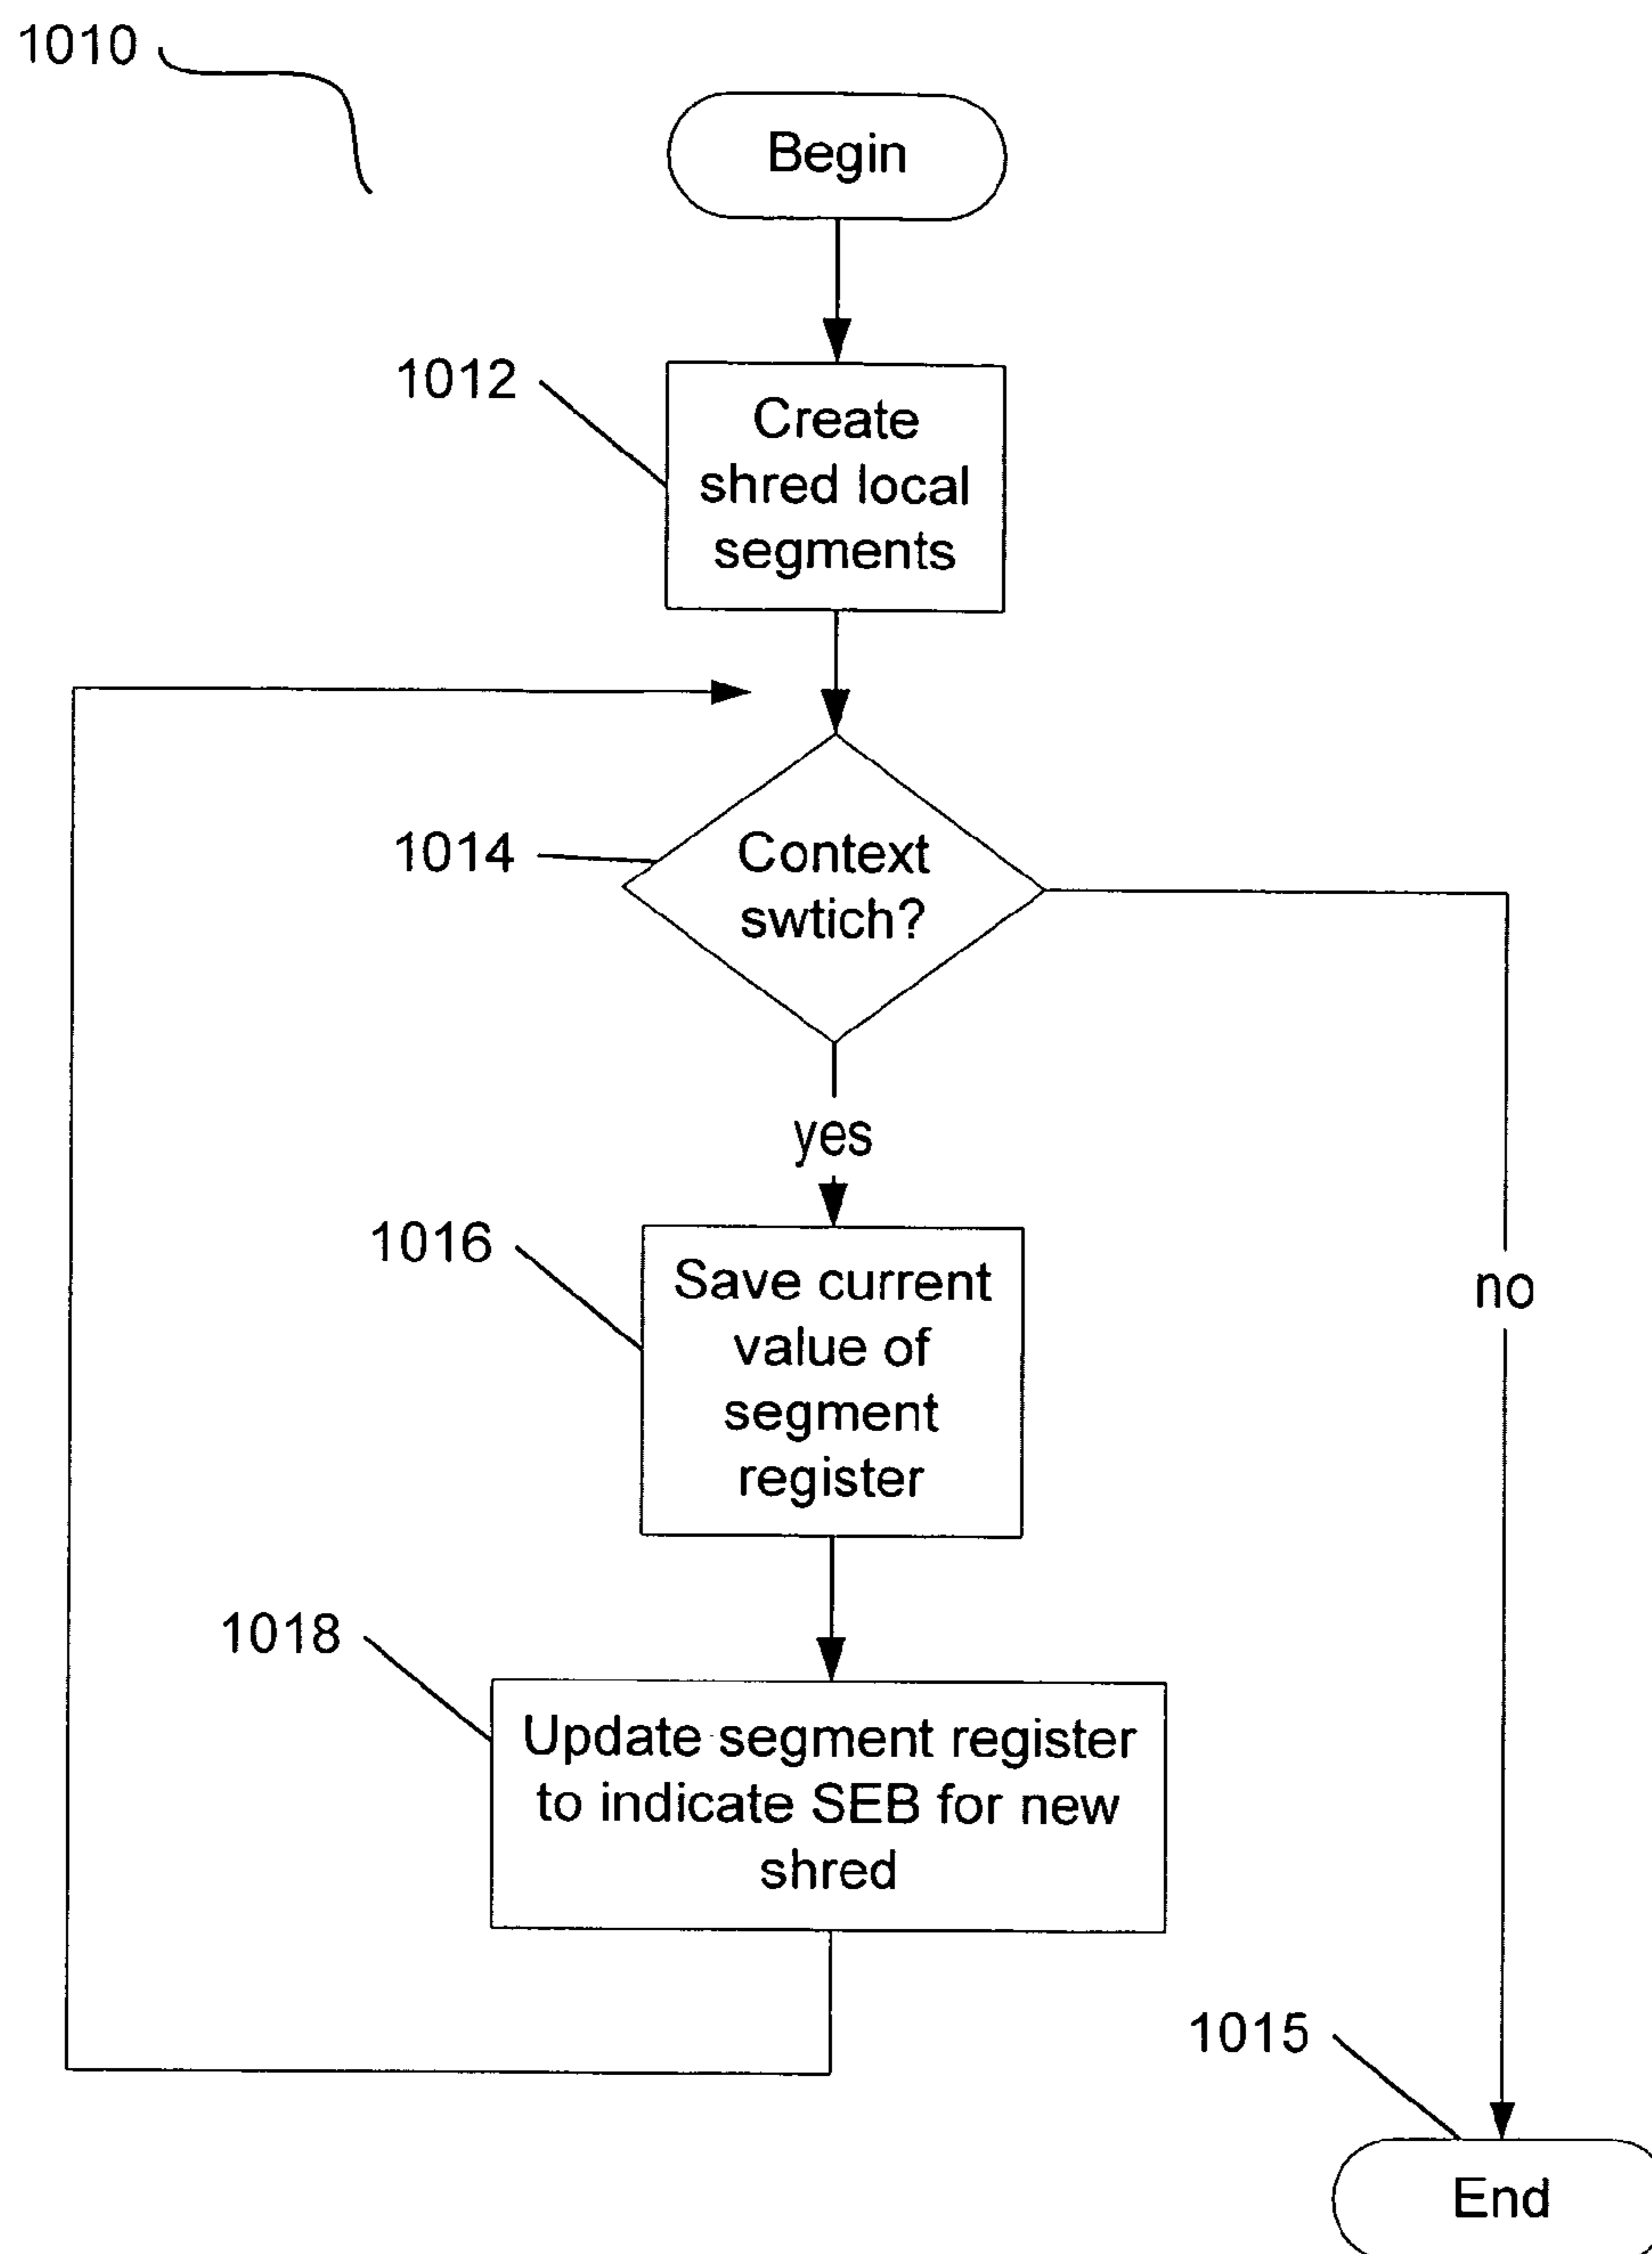 1010
Begin
1012
Create
shred local
segments
1014
Context
swtich?
yes
no
1016
Save current
value of
segment
register
1018
Update segment register
to indicate SEB for new
shred
1015
End